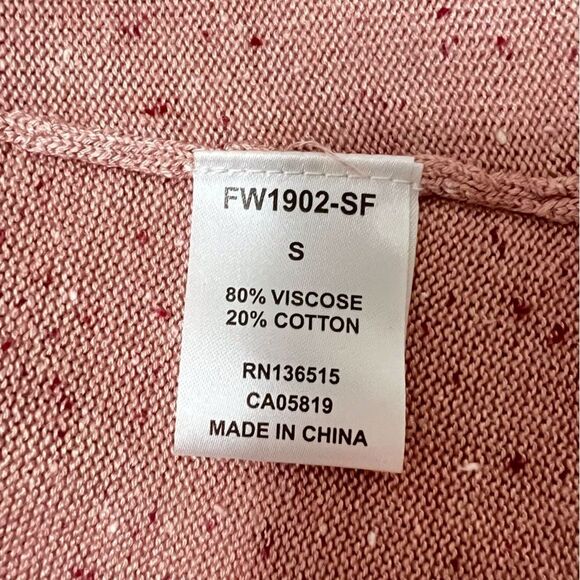 FW1902-SF
S
80% VISCOSE
20% COTTON
RN136515
CA05819
MADE IN CHINA